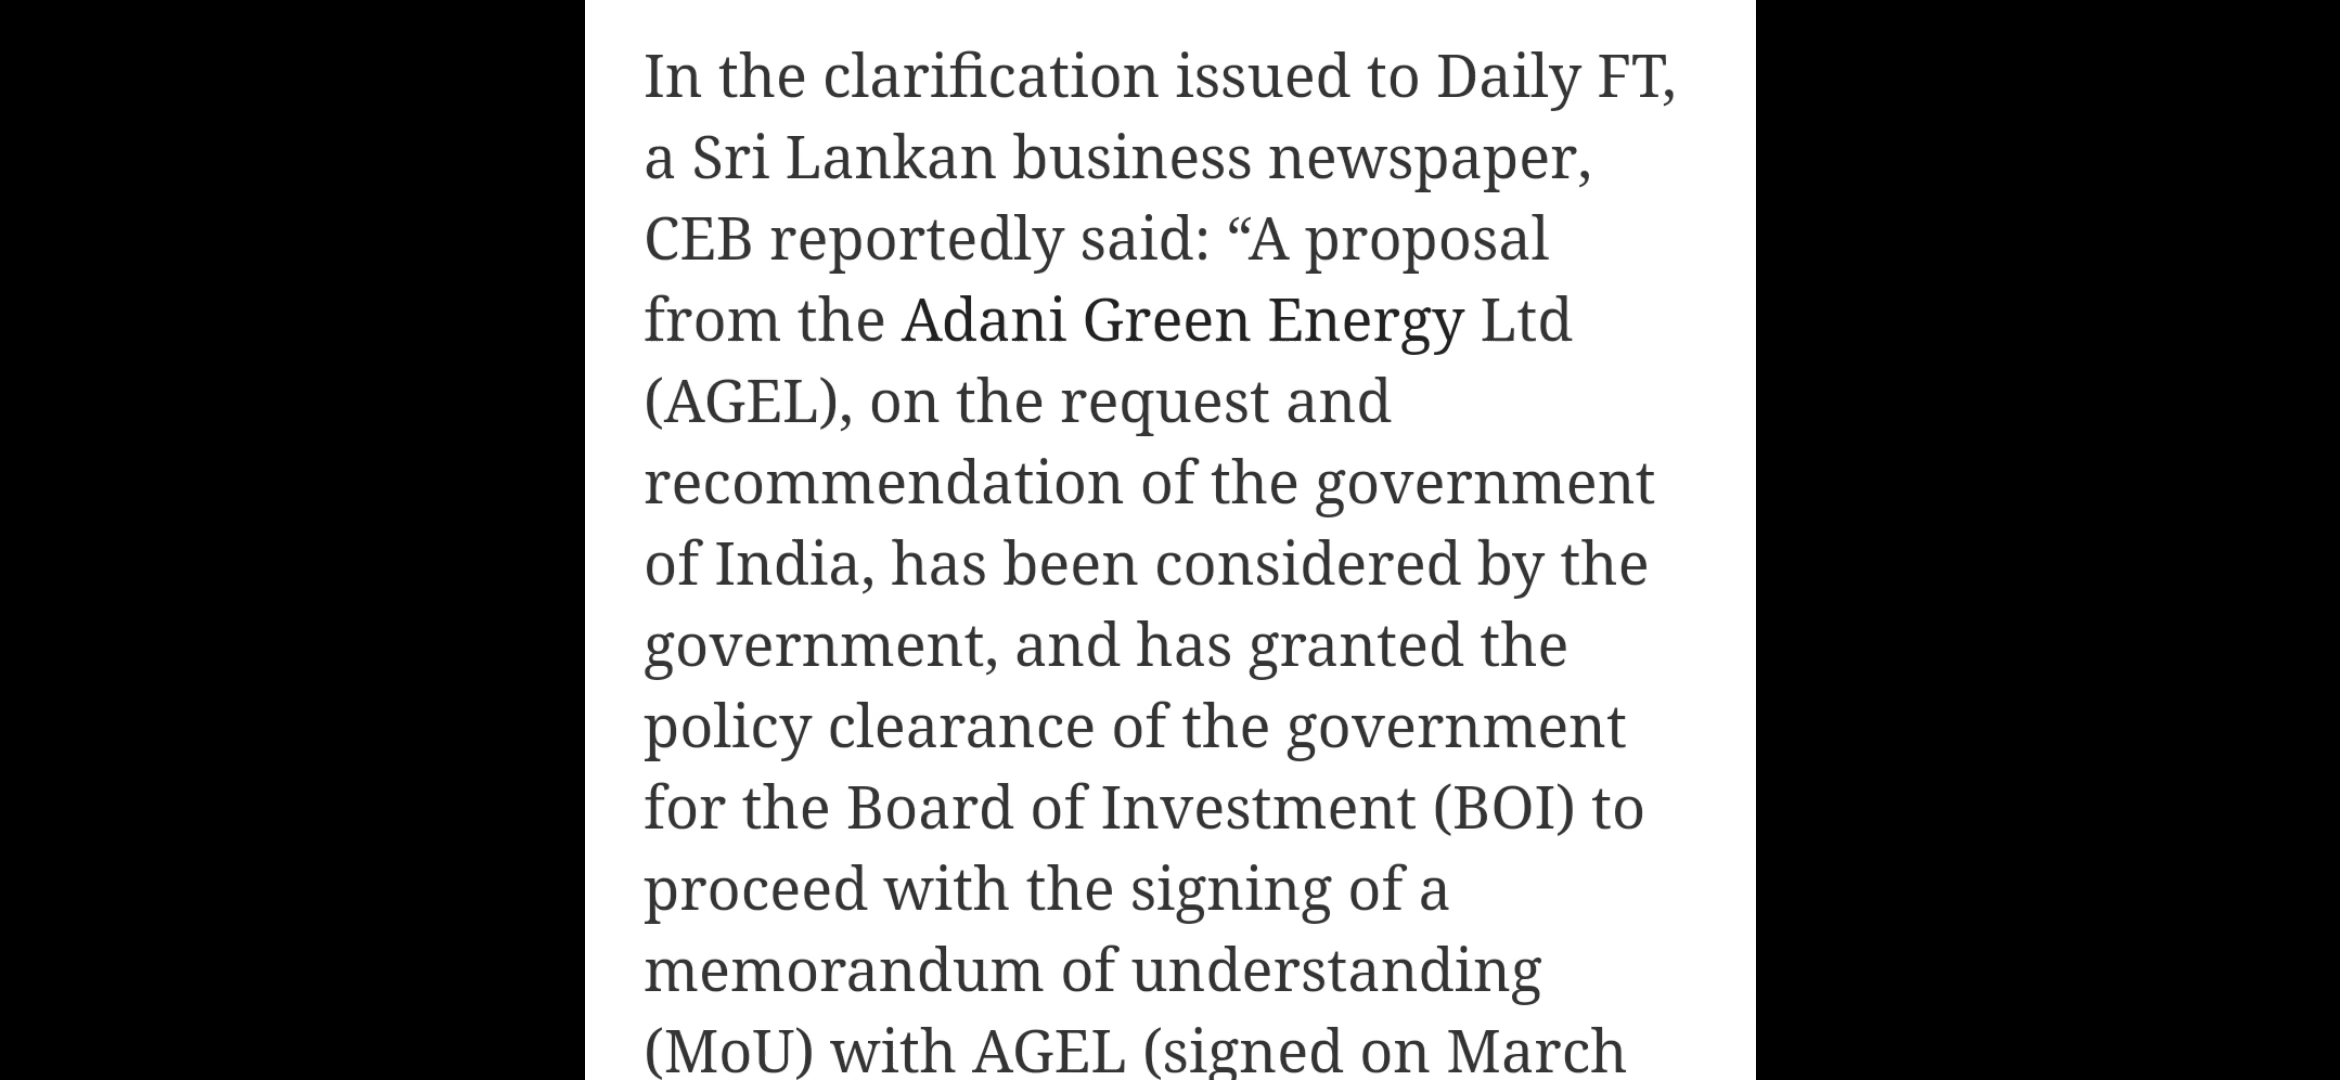 In the clarification issued to Daily FT,
a Sri Lankan business newspaper,
CEB reportedly said: “A proposal
from the Adani Green Energy Ltd
(AGEL), on the request and
recommendation of the government
of India, has been considered by the
government, and has granted the
policy clearance of the government
for the Board of Investment (BOI) to
proceed with the signing of a
memorandum of understanding
(MoU) with AGEL (signed on March